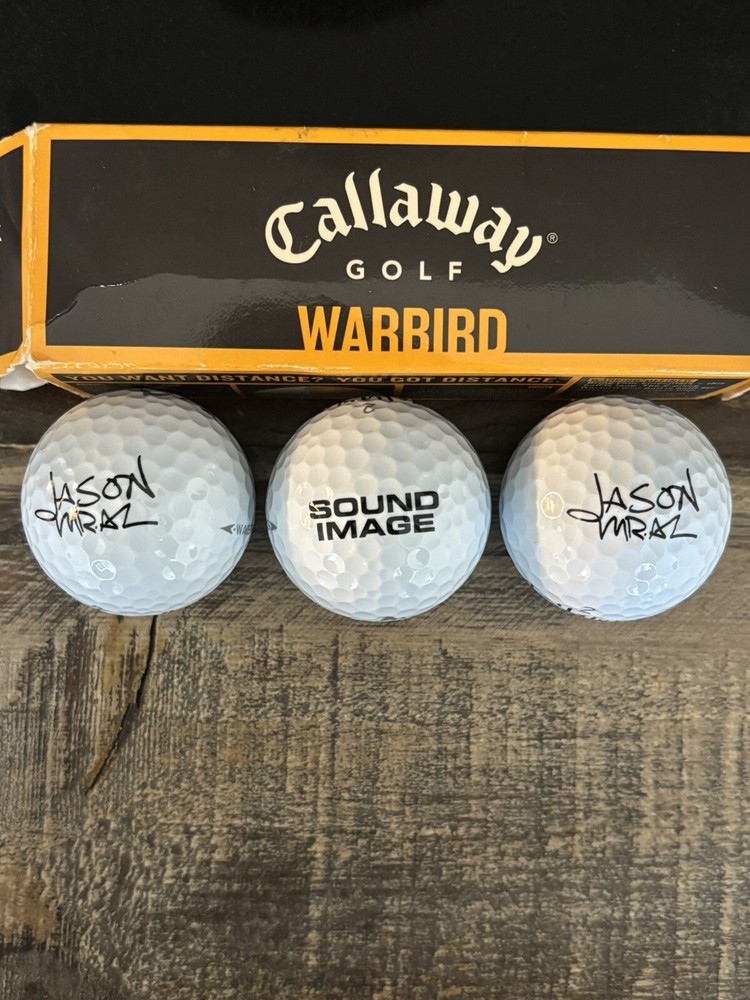 Callaway®
GOLF
WARBIRD
YOU WANT DISTANCE? YOU GOT DISTANCE.
JASON
MRAZ
SOUND
IMAGE
JASON
MRAZ